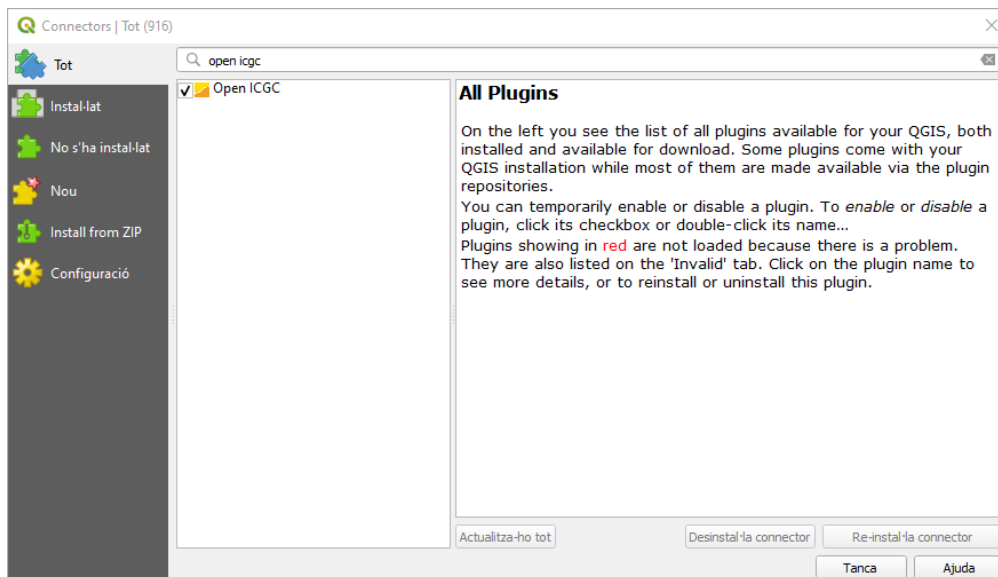 Connectors | Tot (916)
Tot
open icgc
Instal·lat
No s'ha instal·lat
Nou
Install from ZIP
Configuració
Open ICGC
All Plugins
On the left you see the list of all plugins available for your QGIS, both
installed and available for download. Some plugins come with your
QGIS installation while most of them are made available via the plugin
repositories.
You can temporarily enable or disable a plugin. To enable or disable a
plugin, click its checkbox or double-click its name...
Plugins showing in red are not loaded because there is a problem.
They are also listed on the 'Invalid' tab. Click on the plugin name to
see more details, or to reinstall or uninstall this plugin.
Actualitza-ho tot
Desinstal·la connector
Re-instal·la connector
Tanca
Ajuda